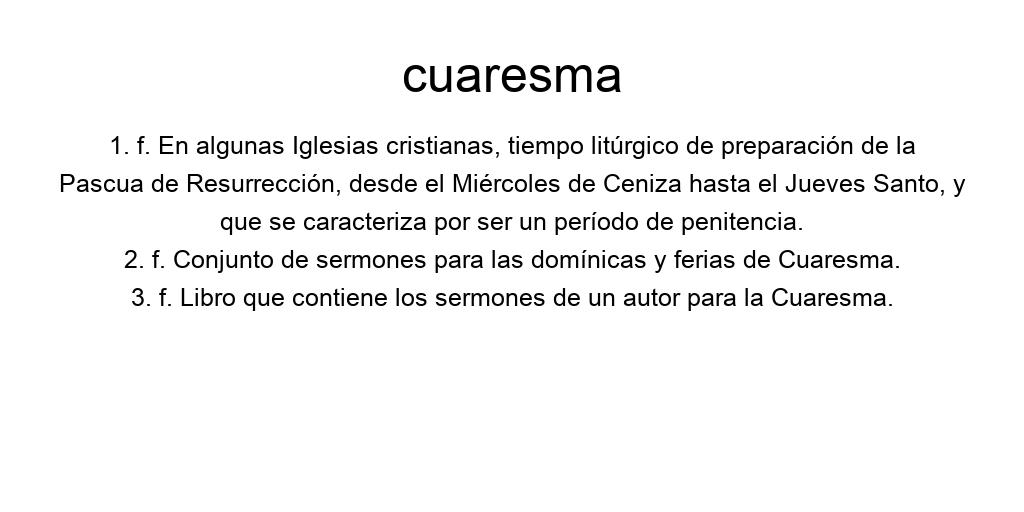 cuaresma
1. f. En algunas Iglesias cristianas, tiempo litúrgico de preparación de la
Pascua de Resurrección, desde el Miércoles de Ceniza hasta el Jueves Santo, y
que se caracteriza por ser un período de penitencia.
2. f. Conjunto de sermones para las domínicas y ferias de Cuaresma.
3. f. Libro que contiene los sermones de un autor para la Cuaresma.